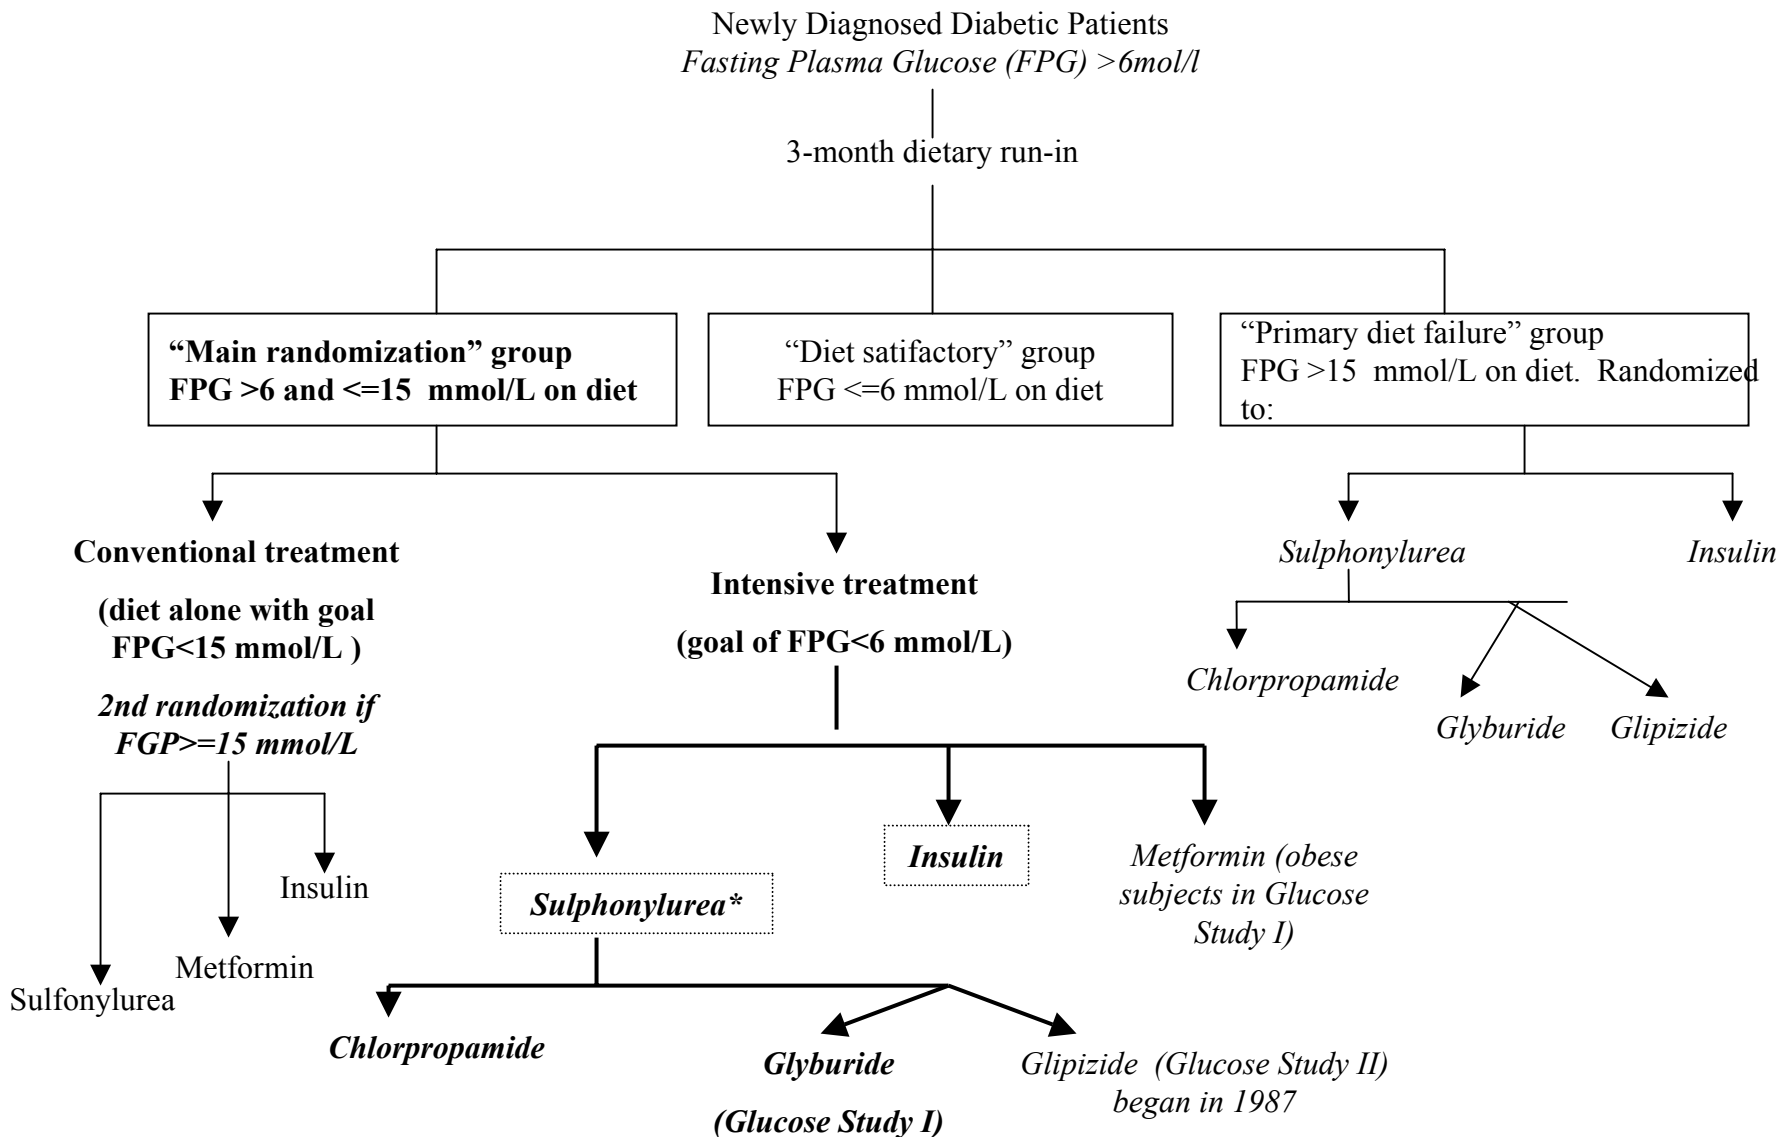 Newly Diagnosed Diabetic Patients
Fasting Plasma Glucose (FPG) >6mol/l
3-month dietary run-in
“Main randomization” group
FPG >6 and <=15 mmol/L on diet
“Diet satifactory” group
FPG <=6 mmol/L on diet
“Primary diet failure” group
FPG >15 mmol/L on diet. Randomized
to:
Conventional treatment
(diet alone with goal
FPG<15 mmol/L )
2nd randomization if
FGP>=15 mmol/L
Insulin
Metformin
Sulfonylurea
Intensive treatment
(goal of FPG<6 mmol/L)
Sulphonylurea*
Insulin
Metformin (obese
subjects in Glucose
Study I)
Chlorpropamide
Glyburide
(Glucose Study I)
Glipizide (Glucose Study II)
began in 1987
Sulphonylurea
Insulin
Chlorpropamide
Glyburide
Glipizide